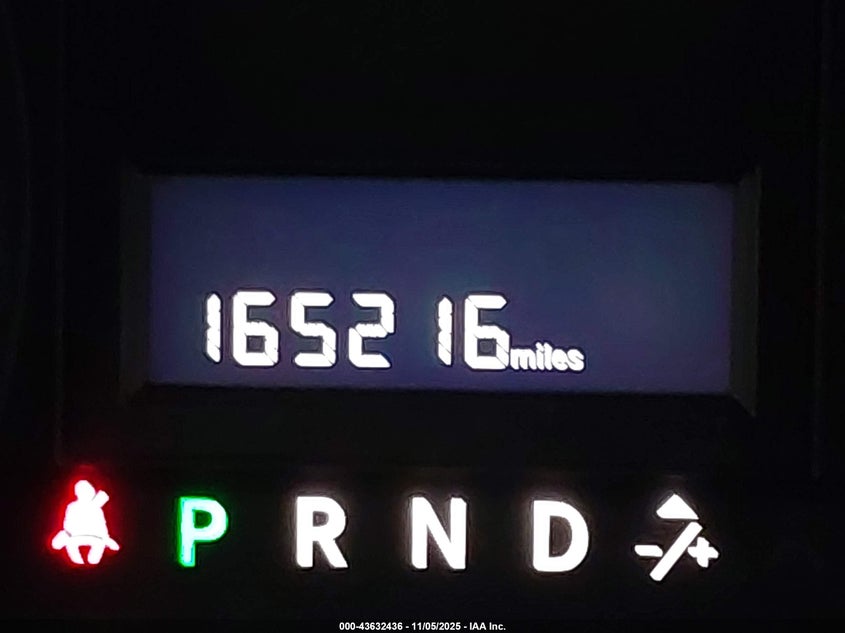 165216miles
P R N D - +
000-43632436 - 11/05/2025 - IAA Inc.